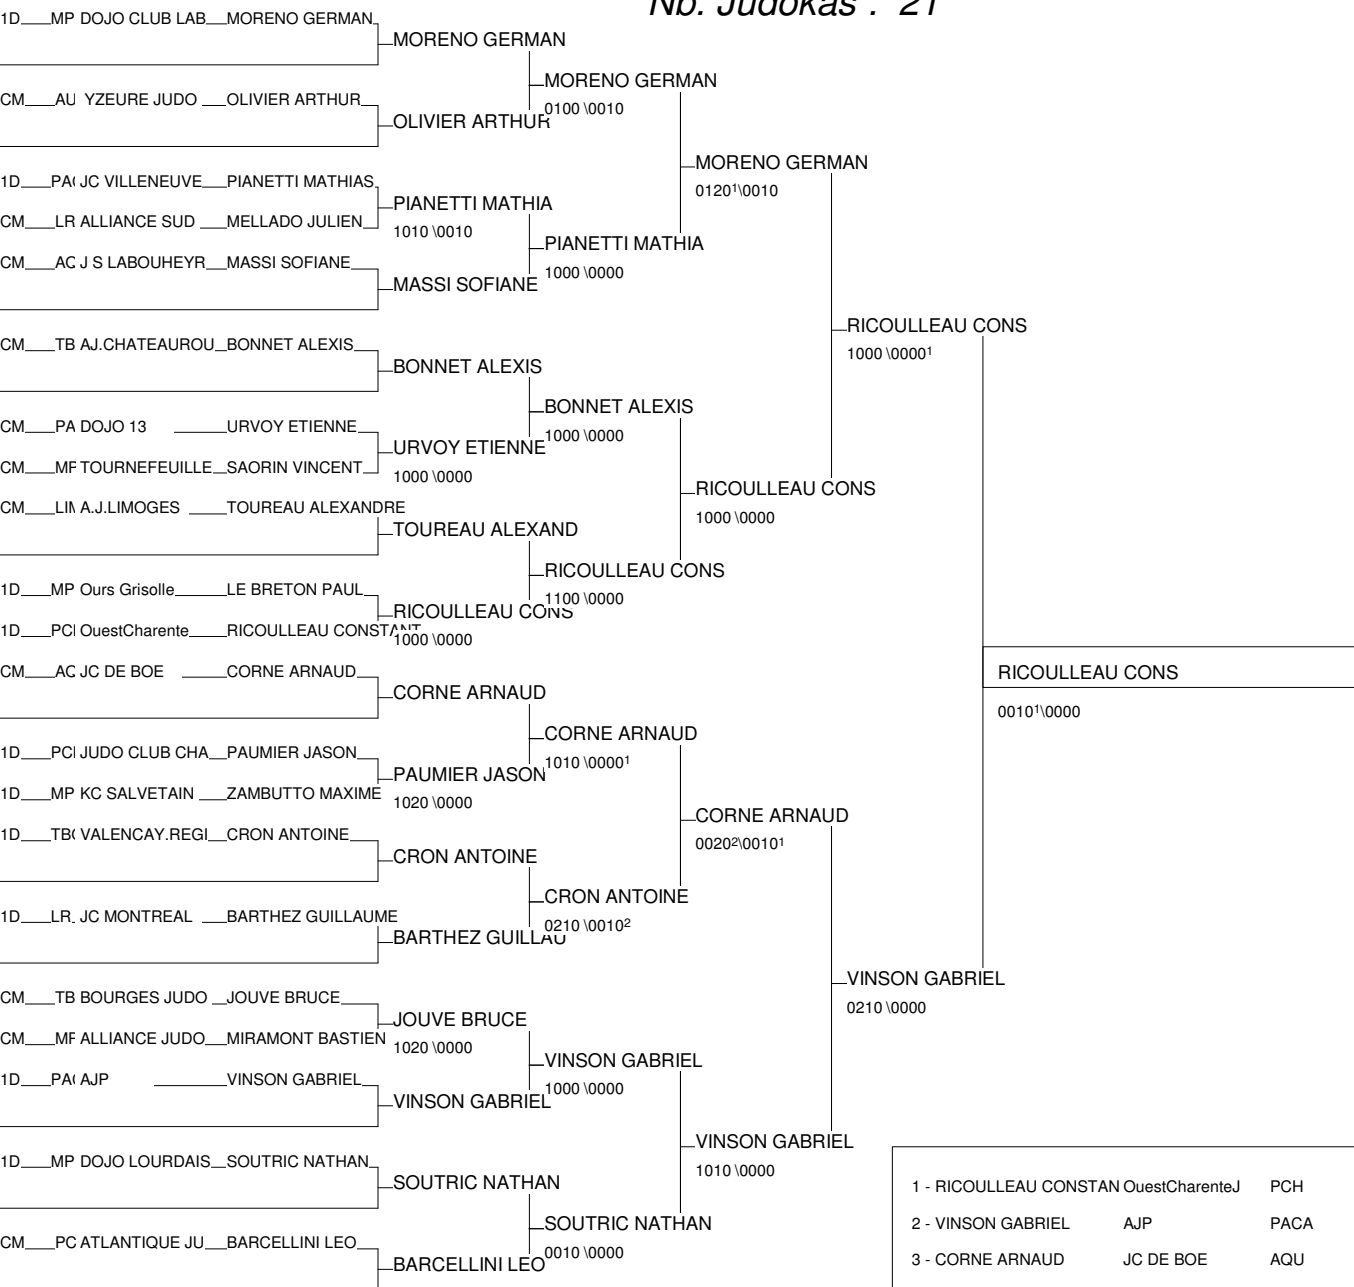 Nb. Judokas : 21
1D MP DOJO CLUB LAB MORENO GERMAN
MORENO GERMAN
MORENO GERMAN
0100 \0010
CM AU YZEURE JUDO OLIVIER ARTHUR
OLIVIER ARTHUR
MORENO GERMAN
0120¹\0010
1D PA( JC VILLENEUVE PIANETTI MATHIAS
PIANETTI MATHIA
1010 \0010
CM LR ALLIANCE SUD MELLADO JULIEN
PIANETTI MATHIA
1000 \0000
CM AQ J S LABOUHEYR MASSI SOFIANE
MASSI SOFIANE
RICOULLEAU CONS
1000 \0000¹
CM TB AJ.CHATEAUROU BONNET ALEXIS
BONNET ALEXIS
BONNET ALEXIS
1000 \0000
CM PA DOJO 13 URVOY ETIENNE
URVOY ETIENNE
1000 \0000
CM MP TOURNEFEUILLE SAORIN VINCENT
RICOULLEAU CONS
1000 \0000
CM LIM A.J.LIMOGES TOUREAU ALEXANDRE
TOUREAU ALEXAND
RICOULLEAU CONS
1100 \0000
1D MP Ours Grisolle LE BRETON PAUL
RICOULLEAU CONS
1000 \0000
1D PCI OuestCharente RICOULLEAU CONSTANT
RICOULLEAU CONS
0010¹\0000
CM AQ JC DE BOE CORNE ARNAUD
CORNE ARNAUD
CORNE ARNAUD
1010 \0000¹
1D PCI JUDO CLUB CHA PAUMIER JASON
PAUMIER JASON
1020 \0000
1D MP KC SALVETAIN ZAMBUTTO MAXIME
CORNE ARNAUD
0020²\0010¹
1D TB( VALENCAY.REGI CRON ANTOINE
CRON ANTOINE
CRON ANTOINE
0210 \0010²
1D LR. JC MONTREAL BARTHEZ GUILLAUME
BARTHEZ GUILLAU
VINSON GABRIEL
0210 \0000
CM TB BOURGES JUDO JOUVE BRUCE
JOUVE BRUCE
1020 \0000
CM MP ALLIANCE JUDO MIRAMONT BASTIEN
VINSON GABRIEL
1000 \0000
1D PA( AJP VINSON GABRIEL
VINSON GABRIEL
VINSON GABRIEL
1010 \0000
1D MP DOJO LOURDAIS SOUTRIC NATHAN
SOUTRIC NATHAN
SOUTRIC NATHAN
0010 \0000
CM PC ATLANTIQUE JU BARCELLINI LEO
BARCELLINI LEO
1 - RICOULLEAU CONSTAN OuestCharenteJ PCH
2 - VINSON GABRIEL AJP PACA
3 - CORNE ARNAUD JC DE BOE AQU